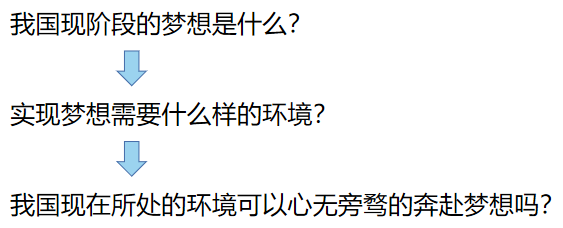 我国现阶段的梦想是什么？
实现梦想需要什么样的环境？
我国现在所处的环境可以心无旁骛的奔赴梦想吗？